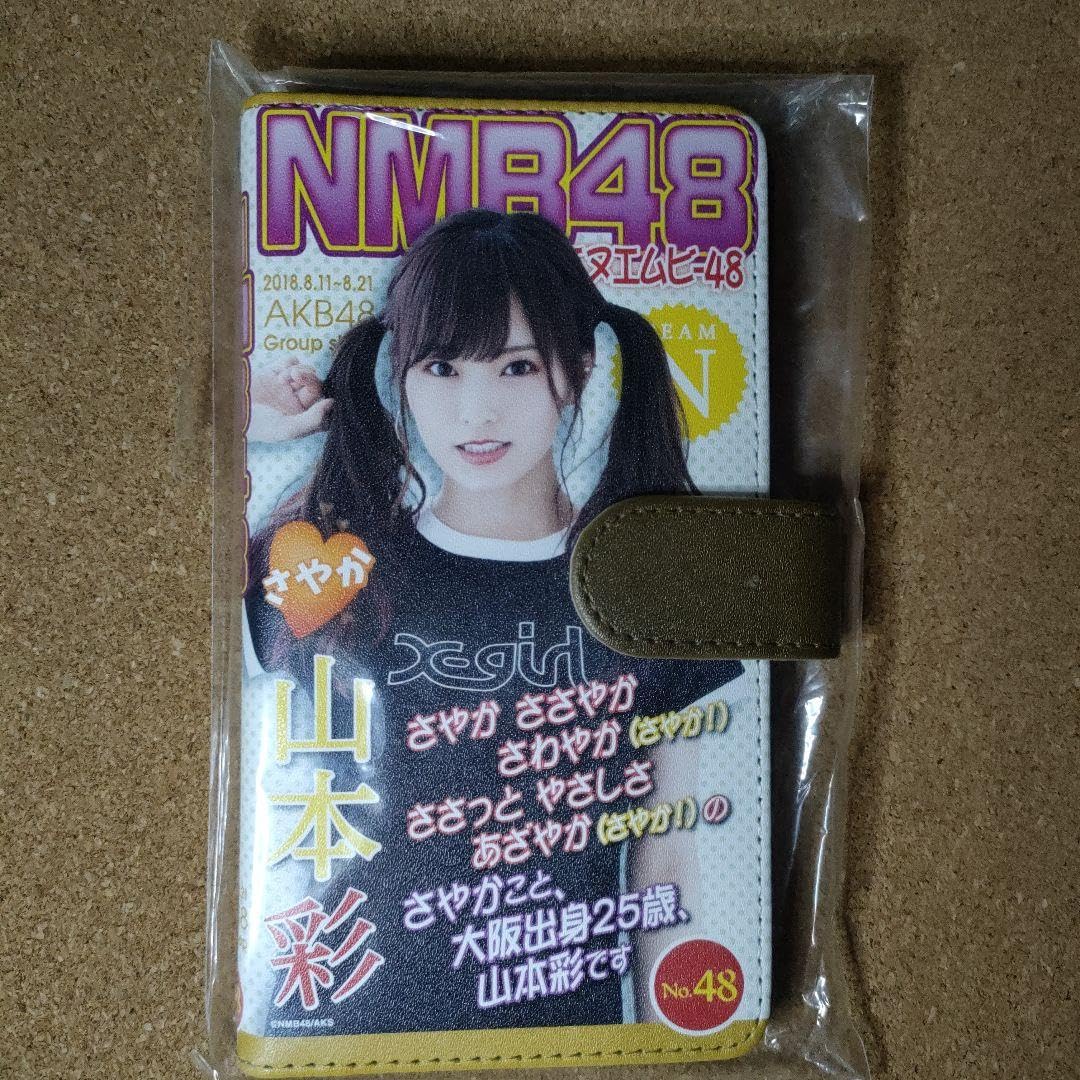 NMB48
エヌエムビー48
2018.8.11~8.21
AKB48
Group
TEAM
N
さやか
X-girl
山本彩
さやか ささやか
さわやか(さやか!)
ささっと やさしさ
あざやか(さやか!)の
さやかこと、
大阪出身25歳、
山本彩です
No.48
©NMB48/AKS